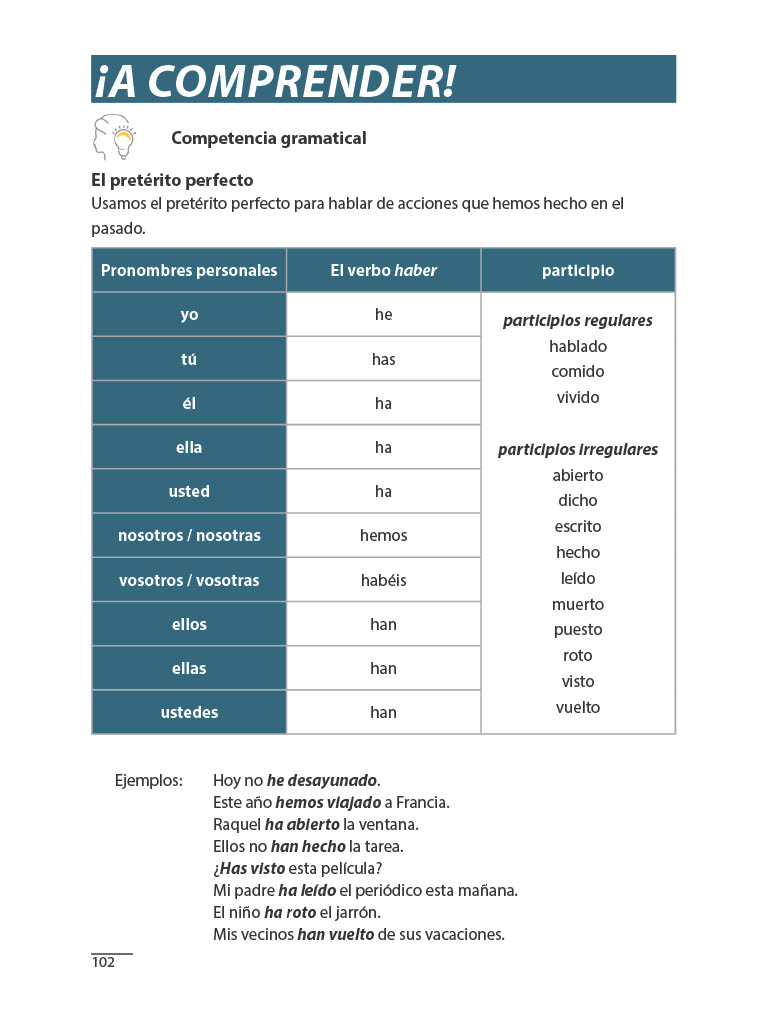 ¡A COMPRENDER!
Competencia gramatical
El pretérito perfecto
Usamos el pretérito perfecto para hablar de acciones que hemos hecho en el
pasado.
Pronombres personales El verbo haber participio
yo he
tú has
él ha
ella ha
usted ha
nosotros / nosotras hemos
vosotros / vosotras habéis
ellos han
ellas han
ustedes han
participios regulares
hablado
comido
vivido
participios irregulares
abierto
dicho
escrito
hecho
leído
muerto
puesto
roto
visto
vuelto
Ejemplos: Hoy no he desayunado.
Este año hemos viajado a Francia.
Raquel ha abierto la ventana.
Ellos no han hecho la tarea.
¿Has visto esta película?
Mi padre ha leído el periódico esta mañana.
El niño ha roto el jarrón.
Mis vecinos han vuelto de sus vacaciones.
102